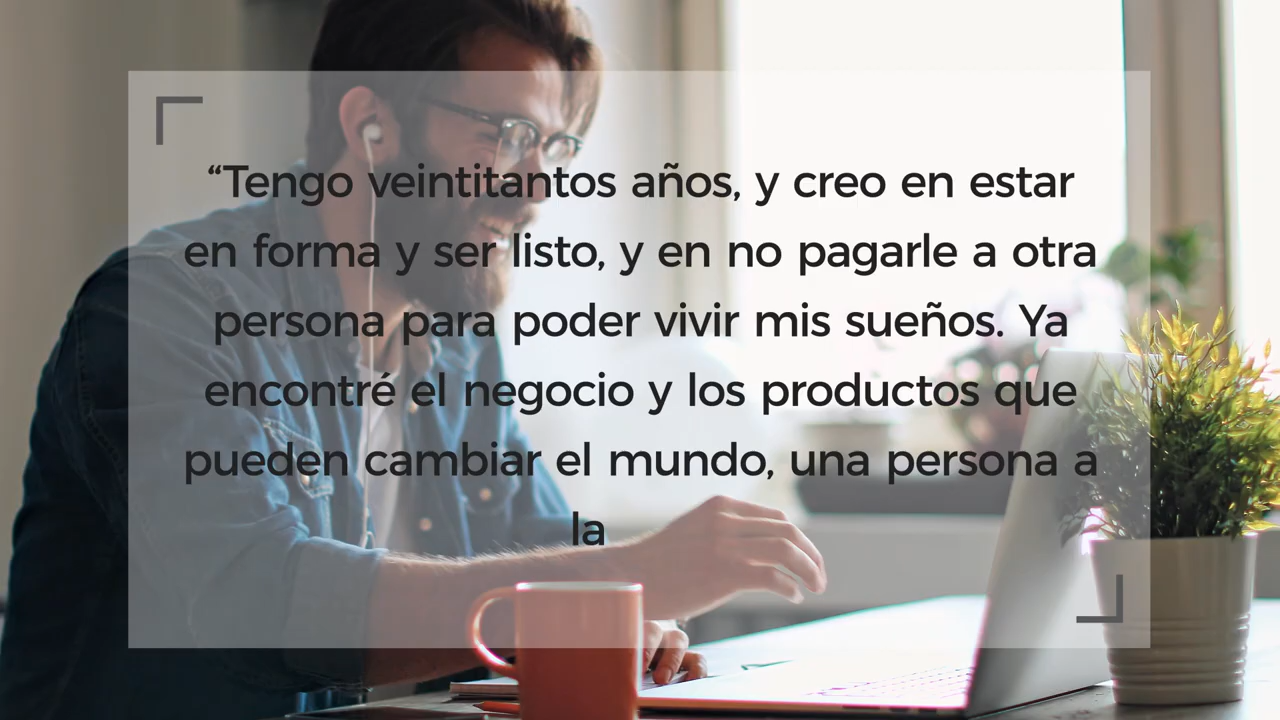 “Tengo veintitantos años, y creo en estar
en forma y ser listo, y en no pagarle a otra
persona para poder vivir mis sueños. Ya
encontré el negocio y los productos que
pueden cambiar el mundo, una persona a
la